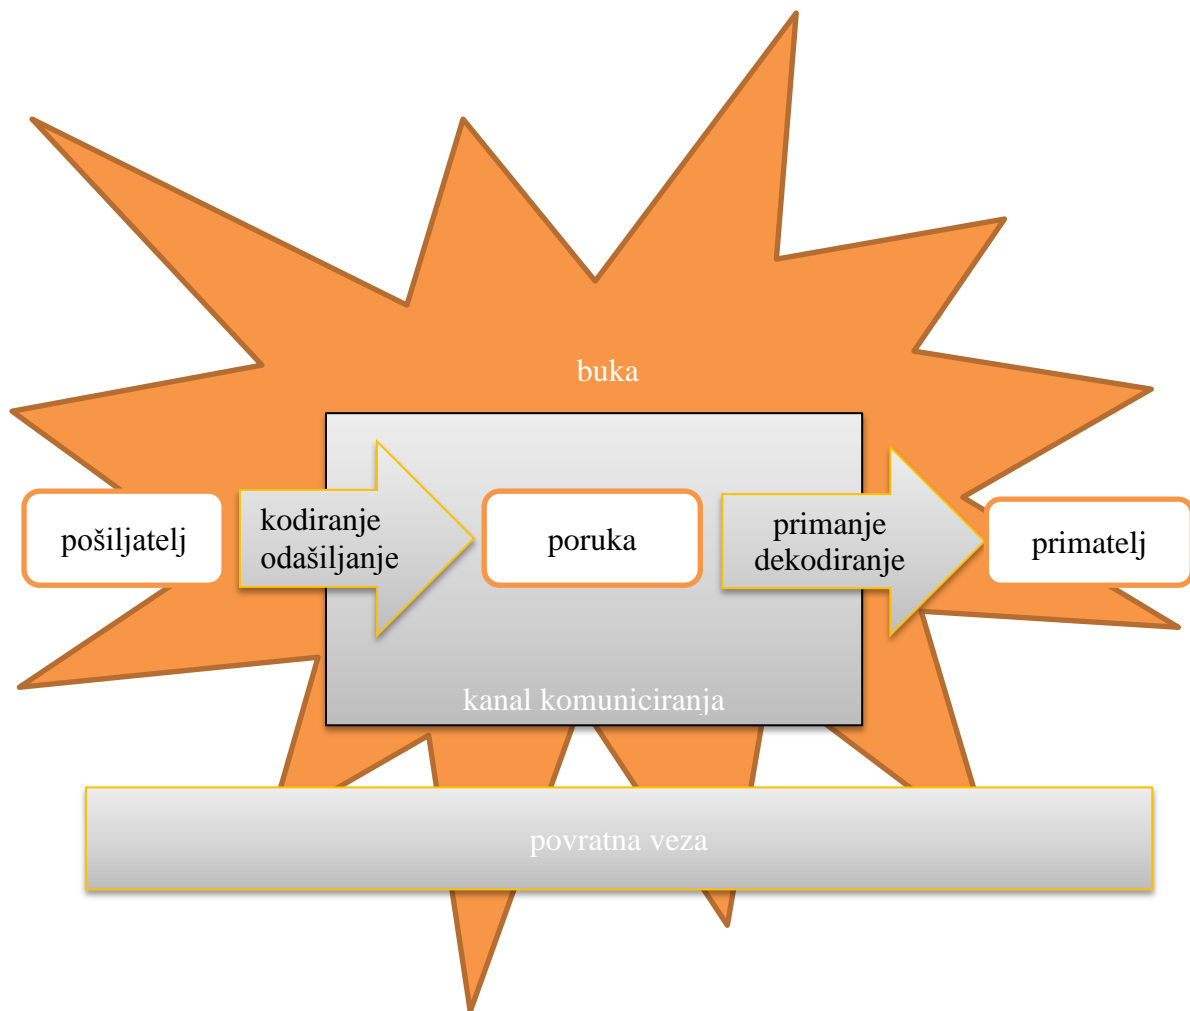 buka
pošiljatelj
kodiranje
odašiljanje
poruka
primanje
dekodiranje
primatelj
kanal komuniciranja
povratna veza